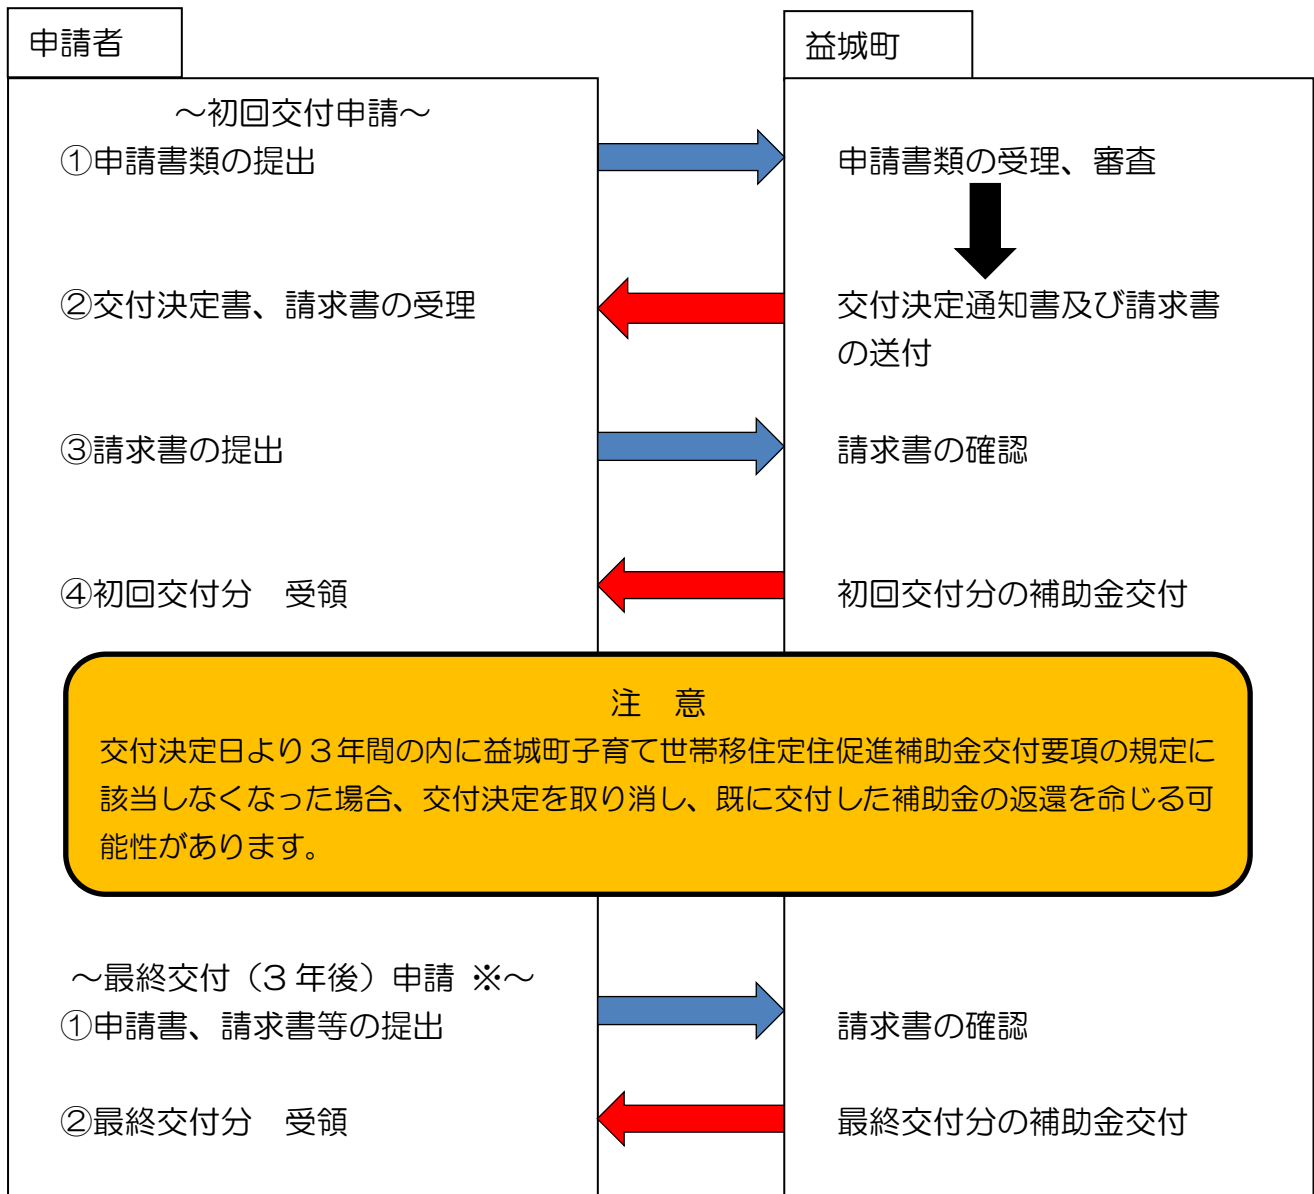 申請者
益城町
～初回交付申請～
①申請書類の提出
申請書類の受理、審査
②交付決定書、請求書の受理
交付決定通知書及び請求書
の送付
③請求書の提出
請求書の確認
④初回交付分　受領
初回交付分の補助金交付
注　意
交付決定日より３年間の内に益城町子育て世帯移住定住促進補助金交付要項の規定に
該当しなくなった場合、交付決定を取り消し、既に交付した補助金の返還を命じる可
能性があります。
～最終交付（３年後）申請 ※～
①申請書、請求書等の提出
請求書の確認
②最終交付分　受領
最終交付分の補助金交付